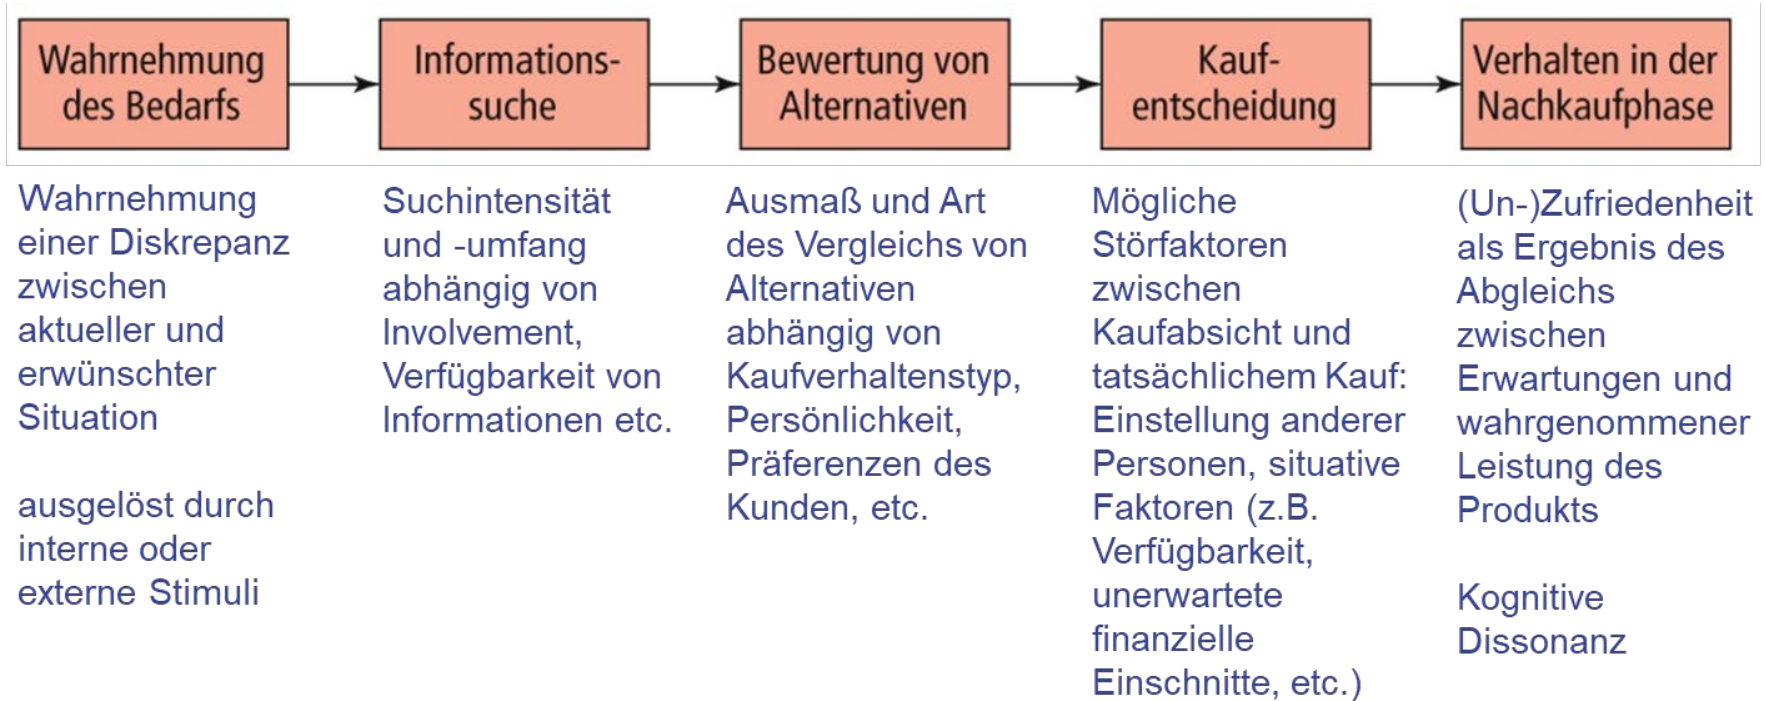 Wahrnehmung
des Bedarfs
Informations-
suche
Bewertung von
Alternativen
Kauf-
entscheidung
Verhalten in der
Nachkaufphase
Wahrnehmung
einer Diskrepanz
zwischen
aktueller und
erwünschter
Situation
ausgelöst durch
interne oder
externe Stimuli
Suchintensität
und -umfang
abhängig von
Involvement,
Verfügbarkeit von
Informationen etc.
Ausmaß und Art
des Vergleichs von
Alternativen
abhängig von
Kaufverhaltenstyp,
Persönlichkeit,
Präferenzen des
Kunden, etc.
Mögliche
Störfaktoren
zwischen
Kaufabsicht und
tatsächlichem Kauf:
Einstellung anderer
Personen, situative
Faktoren (z.B.
Verfügbarkeit,
unerwartete
finanzielle
Einschnitte, etc.)
(Un-)Zufriedenheit
als Ergebnis des
Abgleichs
zwischen
Erwartungen und
wahrgenommener
Leistung des
Produkts
Kognitive
Dissonanz